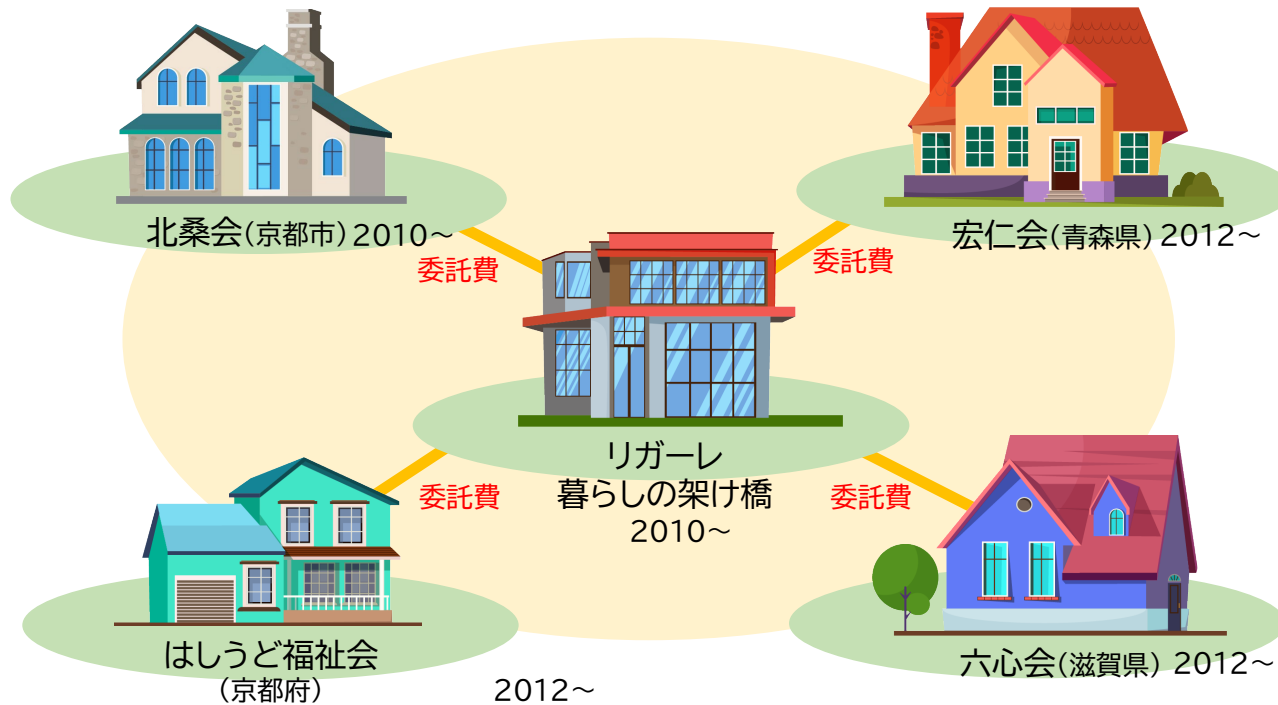 北桑会(京都市) 2010～
宏仁会(青森県) 2012～
委託費
委託費
リガーレ
暮らしの架け橋
2010～
委託費
委託費
はしうど福祉会
(京都府)
2012～
六心会(滋賀県) 2012～